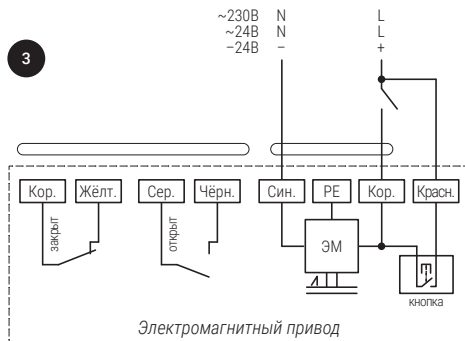 ~230В N L
~24В N L
–24В – +
3
Кор. Жёлт. Сер. Чёрн. Син. PE Кор. Красн.
закрыт
открыт
ЭМ
кнопка
Электромагнитный привод